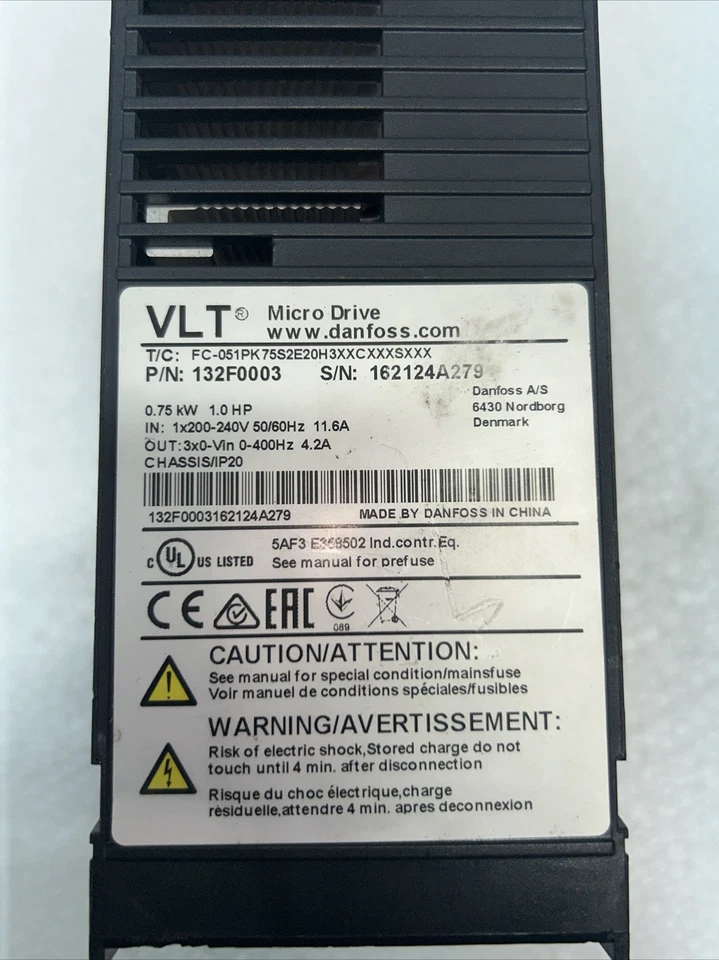 VLT® Micro Drive
www.danfoss.com
T/C: FC-051PK75S2E20H3XXCXXXSXXX
P/N: 132F0003 S/N: 162124A279
Danfoss A/S
6430 Nordborg
Denmark
0.75 kW 1.0 HP
IN: 1x200-240V 50/60Hz 11.6A
OUT:3x0-Vin 0-400Hz 4.2A
CHASSIS/IP20
132F0003162124A279 MADE BY DANFOSS IN CHINA
c UL US LISTED 5AF3 E358502 Ind.contr.Eq.
See manual for prefuse
CE EAC
089
CAUTION/ATTENTION:
See manual for special condition/mainsfuse
Voir manuel de conditions spéciales/fusibles
WARNING/AVERTISSEMENT:
Risk of electric shock,Stored charge do not
touch until 4 min. after disconnection
Risque du choc électrique,charge
rèsiduelle,attendre 4 min. apres deconnexion